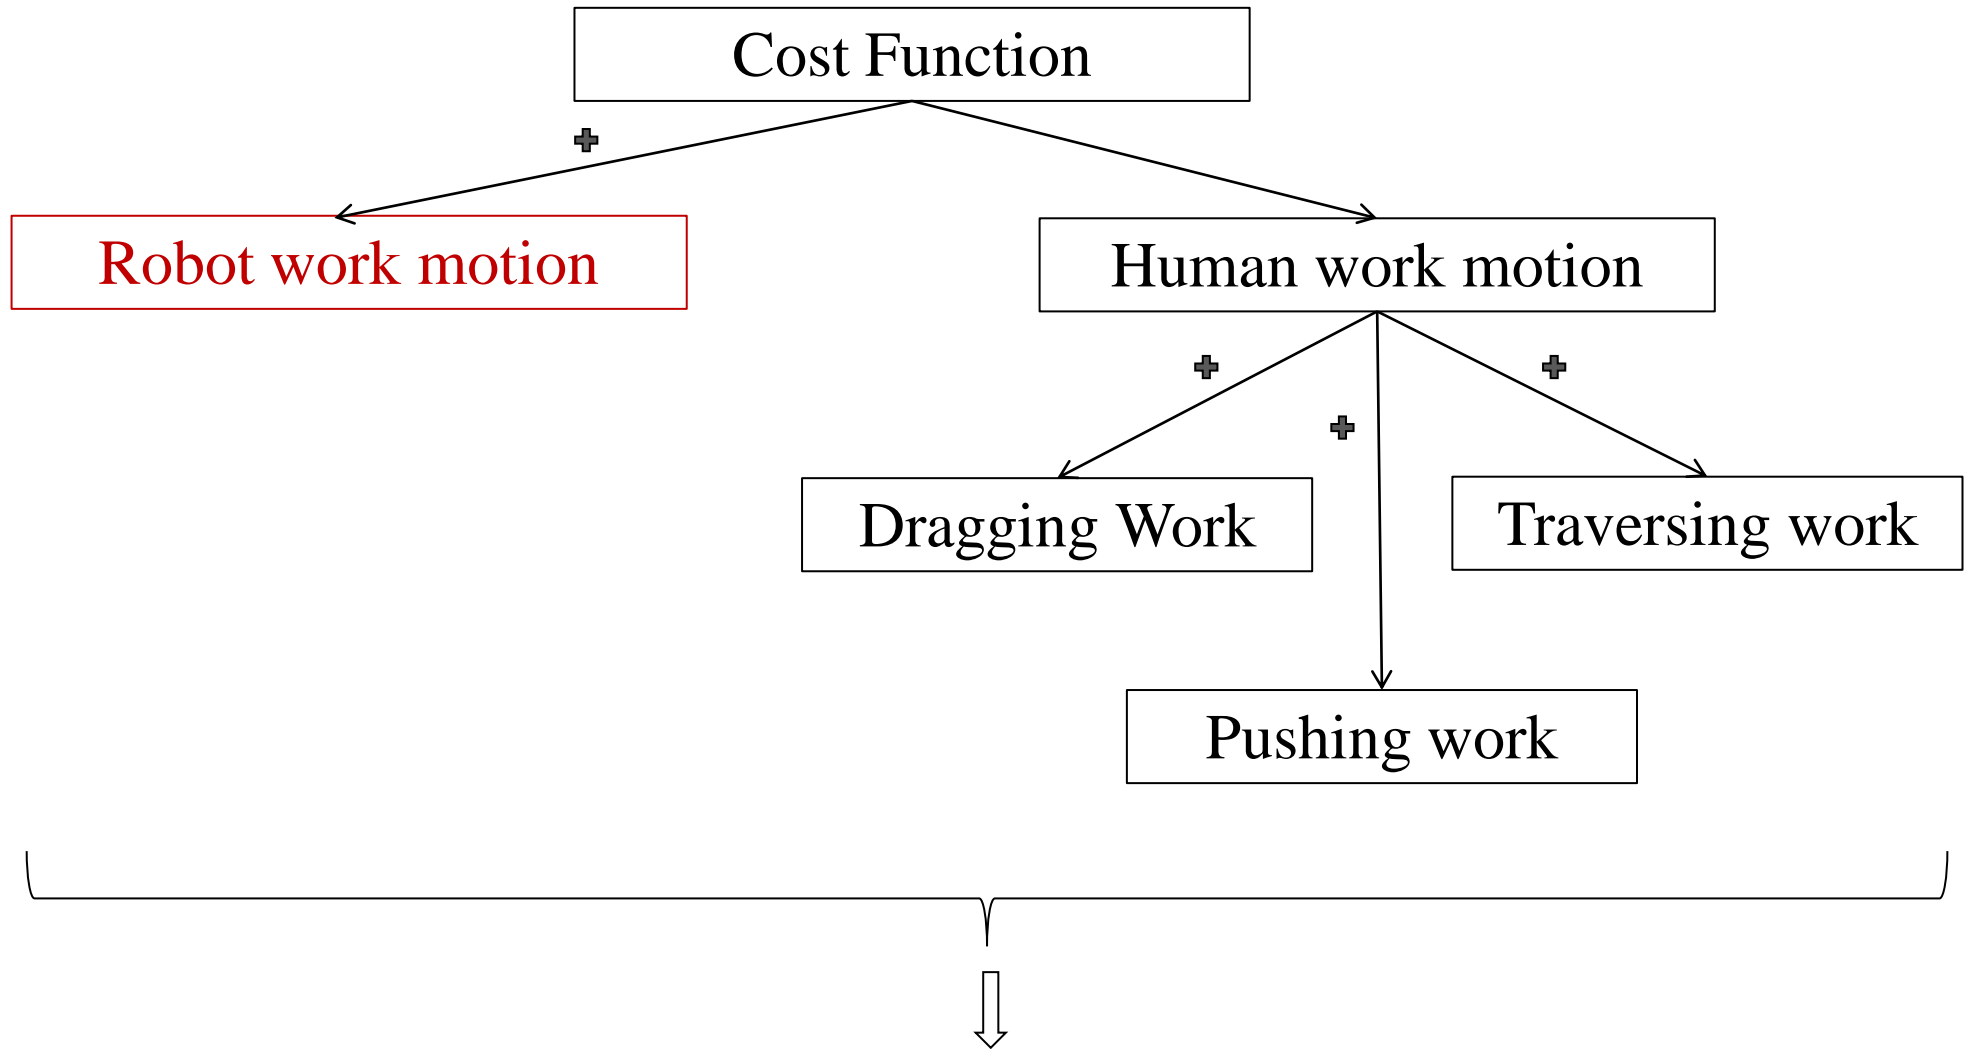 Cost Function
Robot work motion
Human work motion
Dragging Work
Traversing work
Pushing work